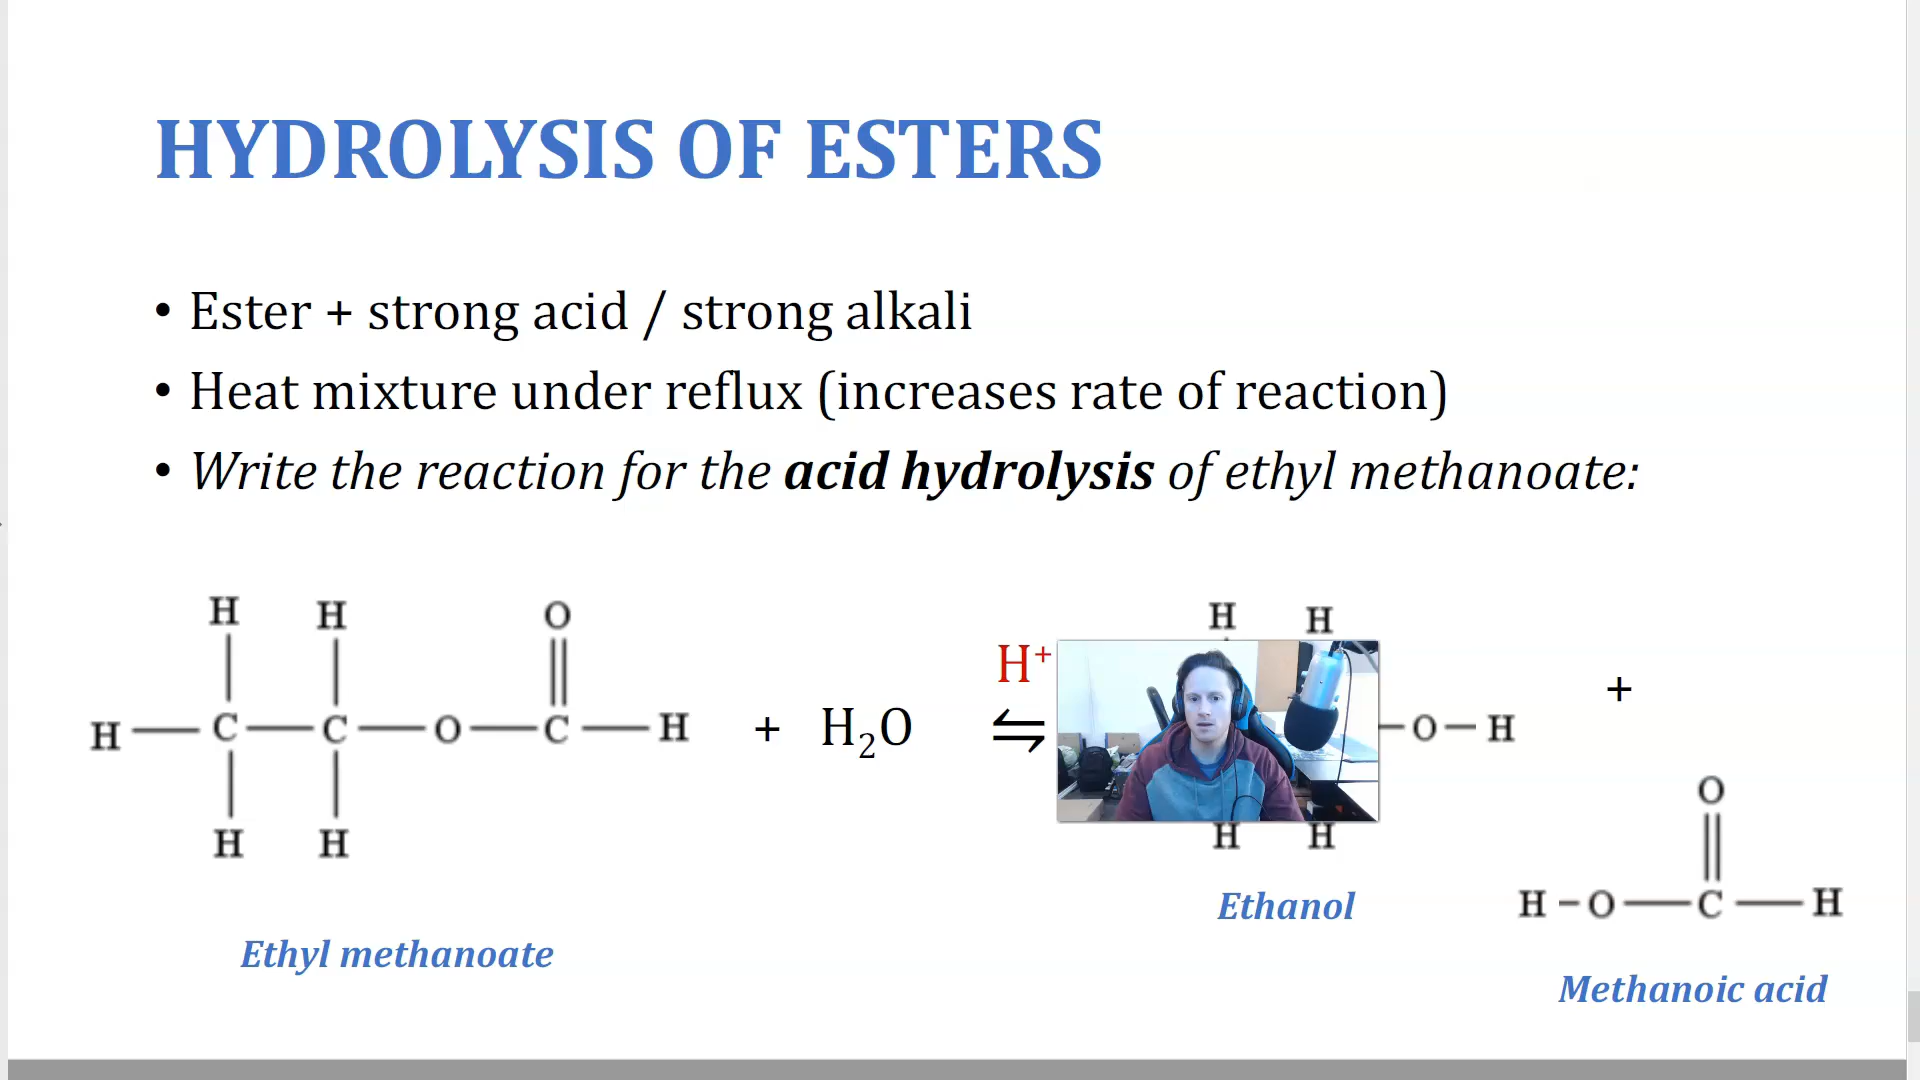 HYDROLYSIS OF ESTERS
• Ester + strong acid / strong alkali
• Heat mixture under reflux (increases rate of reaction)
• Write the reaction for the acid hydrolysis of ethyl methanoate:
H H O
H — C — C — O — C — H
H H
+ H₂O
H⁺
⇋
H H
— O — H
H H
+
O
H – O — C — H
Ethyl methanoate
Ethanol
Methanoic acid